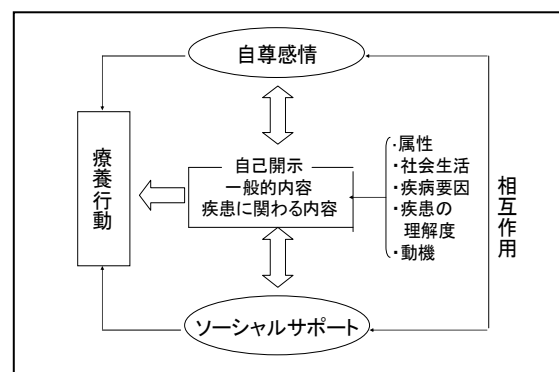 自尊感情
療養行動
自己開示
一般的内容
疾患に関わる内容
・属性
・社会生活
・疾病要因
・疾患の
理解度
・動機
相互作用
ソーシャルサポート